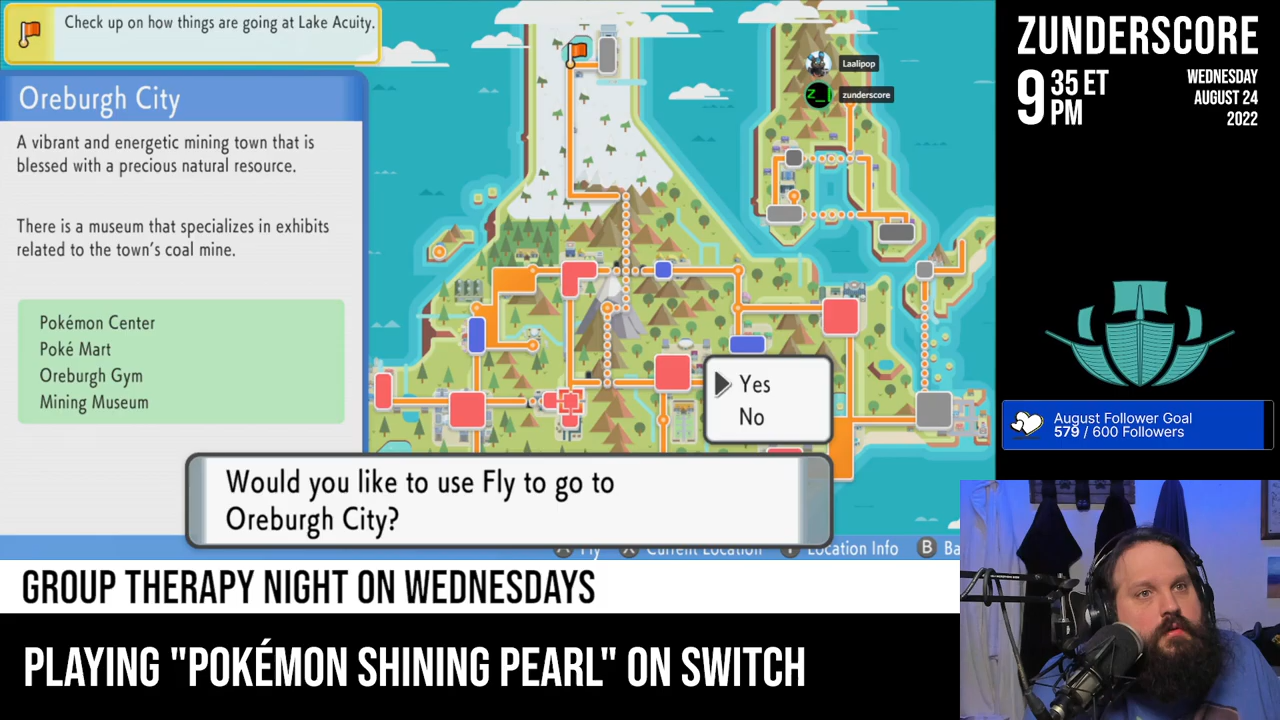 Check up on how things are going at Lake Acuity.
Oreburgh City
A vibrant and energetic mining town that is
blessed with a precious natural resource.
There is a museum that specializes in exhibits
related to the town's coal mine.
Pokémon Center
Poké Mart
Oreburgh Gym
Mining Museum
Laalipop
zunderscore
Yes
No
Would you like to use Fly to go to
Oreburgh City?
Fly
Current Location
Location Info
B Ba
ZUNDERSCORE
9 35 ET
PM
WEDNESDAY
AUGUST 24
2022
August Follower Goal
579 / 600 Followers
GROUP THERAPY NIGHT ON WEDNESDAYS
PLAYING "POKÉMON SHINING PEARL" ON SWITCH